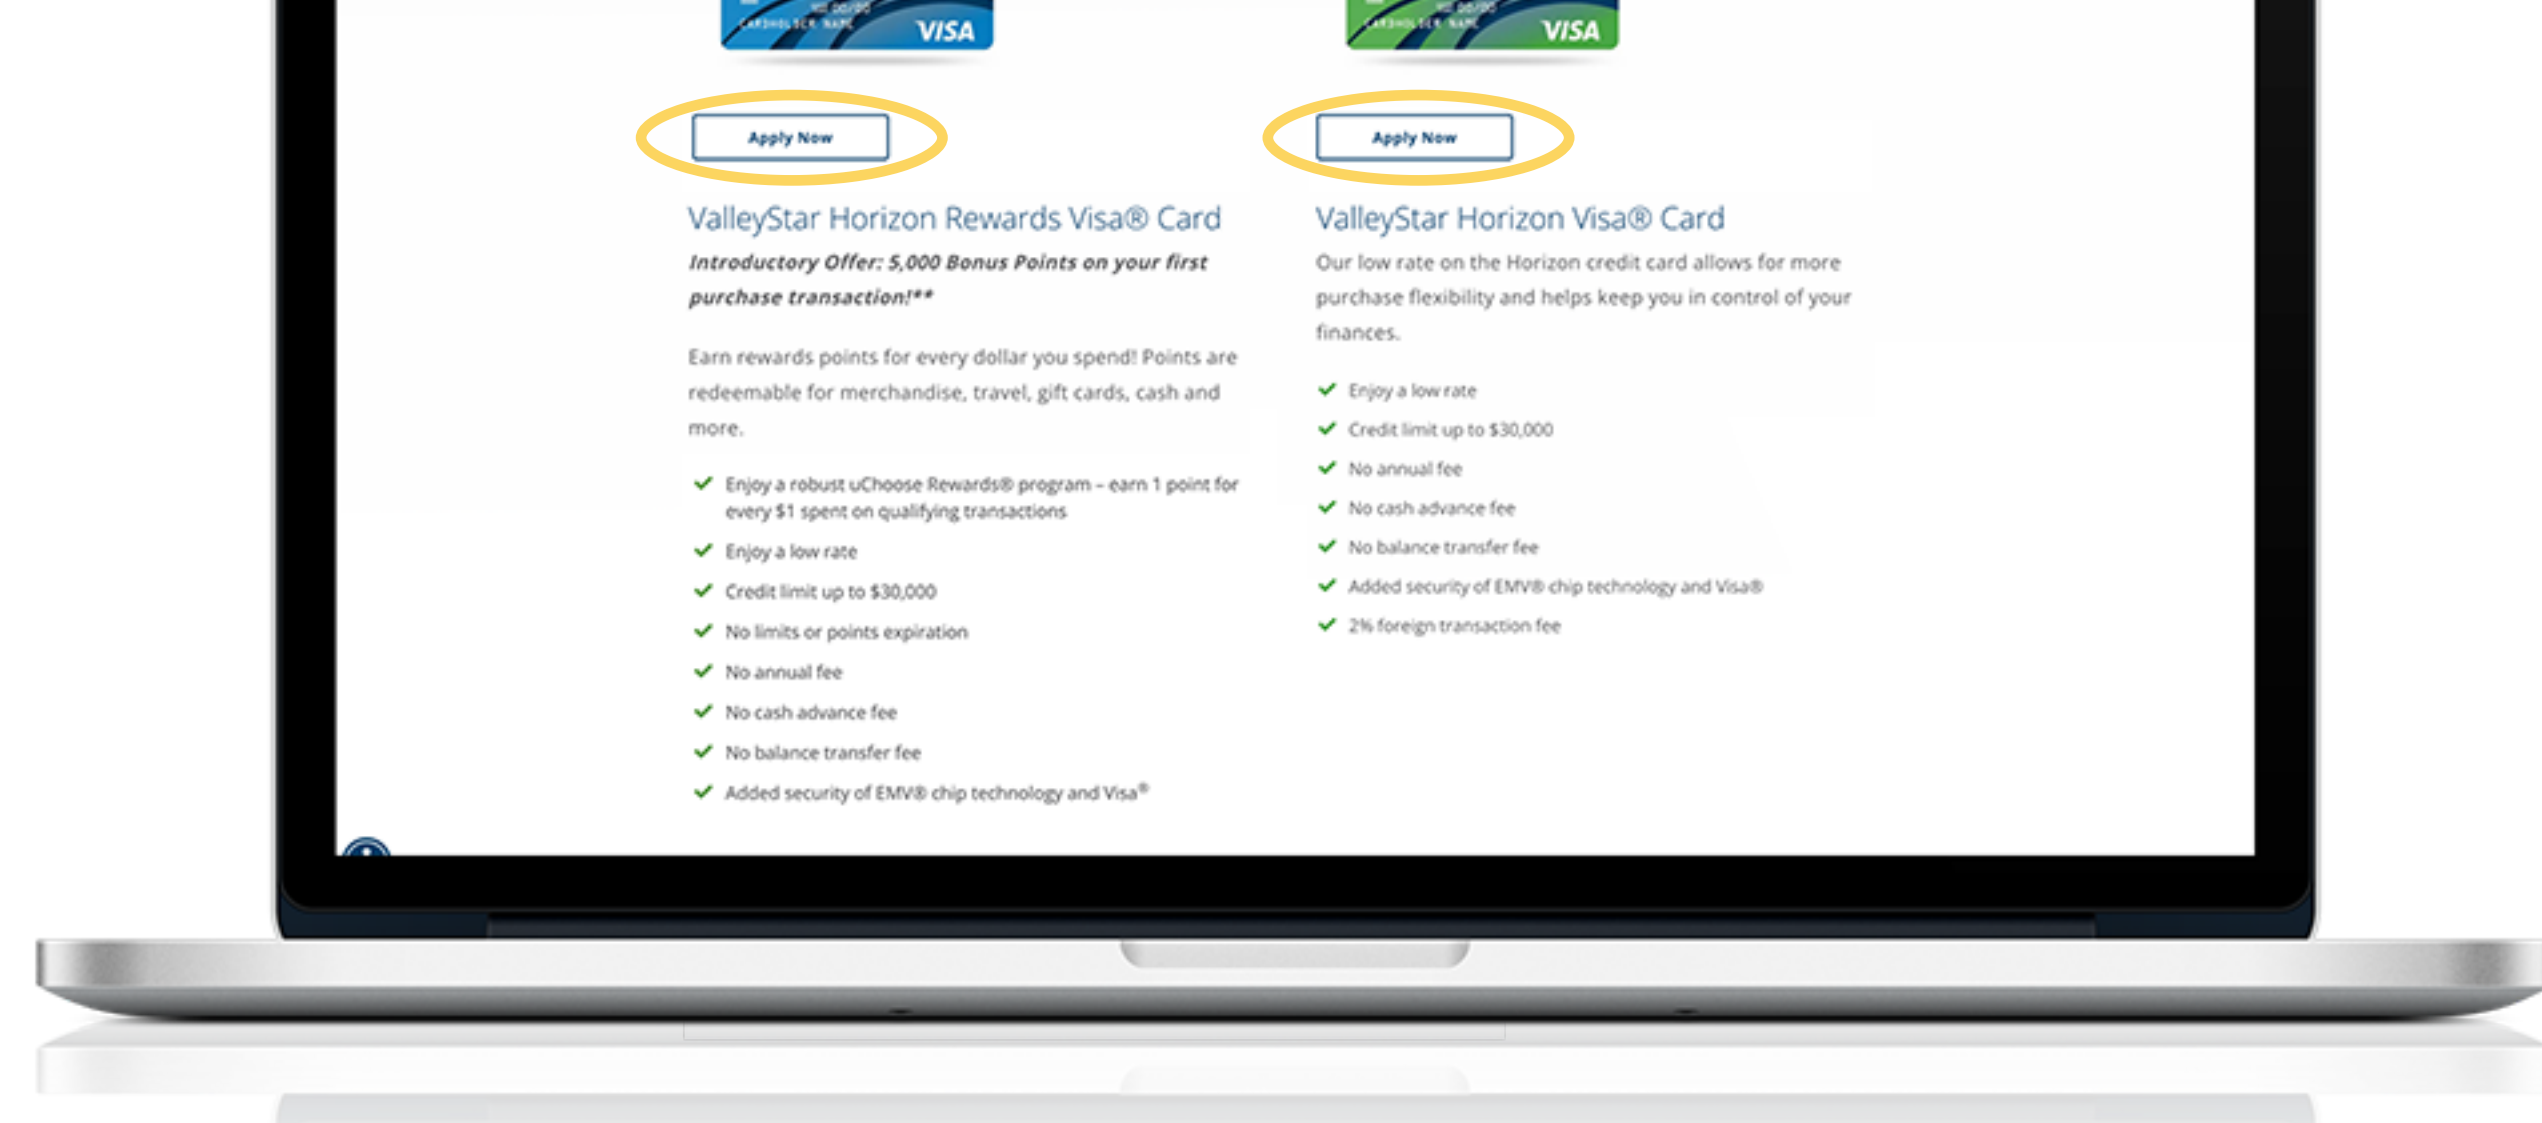 CARDHOLDER NAME
VISA
CARDHOLDER NAME
VISA
Apply Now
Apply Now
ValleyStar Horizon Rewards Visa® Card
Introductory Offer: 5,000 Bonus Points on your first
purchase transaction!**
Earn rewards points for every dollar you spend! Points are
redeemable for merchandise, travel, gift cards, cash and
more.
Enjoy a robust uChoose Rewards® program – earn 1 point for
every $1 spent on qualifying transactions
Enjoy a low rate
Credit limit up to $30,000
No limits or points expiration
No annual fee
No cash advance fee
No balance transfer fee
Added security of EMV® chip technology and Visa®
ValleyStar Horizon Visa® Card
Our low rate on the Horizon credit card allows for more
purchase flexibility and helps keep you in control of your
finances.
Enjoy a low rate
Credit limit up to $30,000
No annual fee
No cash advance fee
No balance transfer fee
Added security of EMV® chip technology and Visa®
2% foreign transaction fee